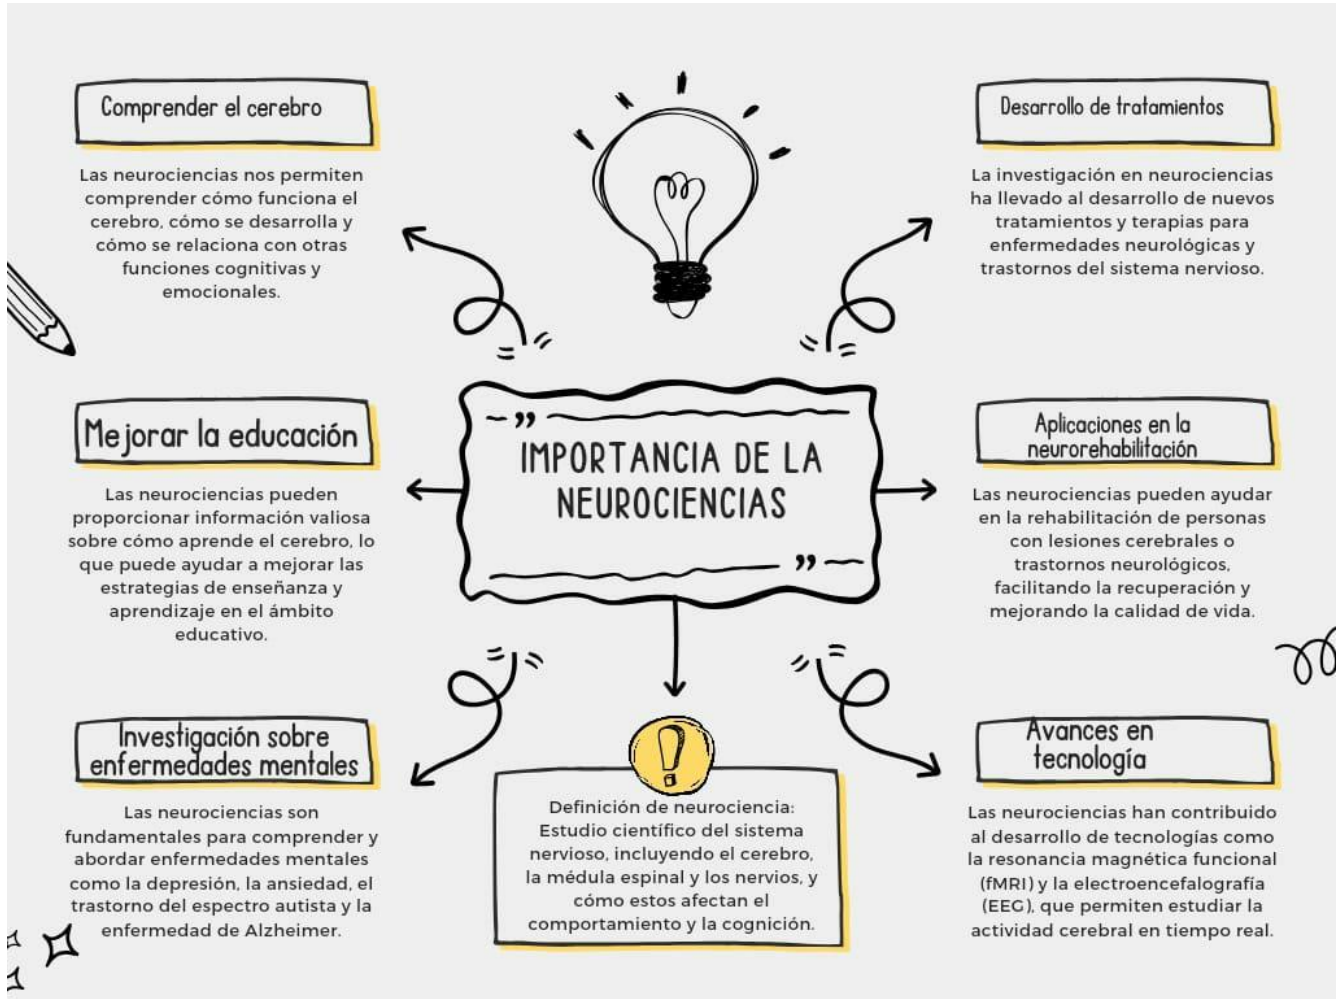 Comprender el cerebro
Las neurociencias nos permiten
comprender cómo funciona el
cerebro, cómo se desarrolla y
cómo se relaciona con otras
funciones cognitivas y
emocionales.
Desarrollo de tratamientos
La investigación en neurociencias
ha llevado al desarrollo de nuevos
tratamientos y terapias para
enfermedades neurológicas y
trastornos del sistema nervioso.
Mejorar la educación
Las neurociencias pueden
proporcionar información valiosa
sobre cómo aprende el cerebro, lo
que puede ayudar a mejorar las
estrategias de enseñanza y
aprendizaje en el ámbito
educativo.
IMPORTANCIA DE LA
NEUROCIENCIAS
Aplicaciones en la
neurorehabilitación
Las neurociencias pueden ayudar
en la rehabilitación de personas
con lesiones cerebrales o
trastornos neurológicos,
facilitando la recuperación y
mejorando la calidad de vida.
Investigación sobre
enfermedades mentales
Las neurociencias son
fundamentales para comprender y
abordar enfermedades mentales
como la depresión, la ansiedad, el
trastorno del espectro autista y la
enfermedad de Alzheimer.
Definición de neurociencia:
Estudio científico del sistema
nervioso, incluyendo el cerebro,
la médula espinal y los nervios, y
cómo estos afectan el
comportamiento y la cognición.
Avances en
tecnología
Las neurociencias han contribuido
al desarrollo de tecnologías como
la resonancia magnética funcional
(fMRI) y la electroencefalografía
(EEG), que permiten estudiar la
actividad cerebral en tiempo real.